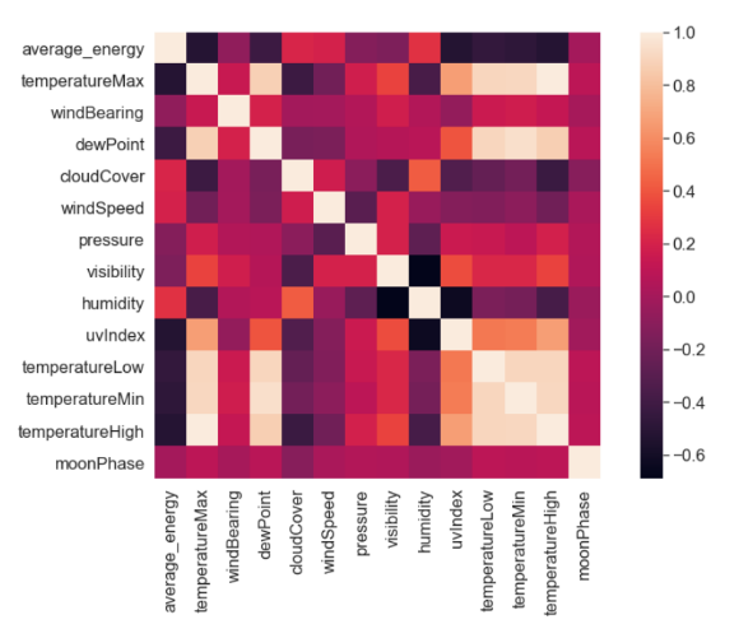 average_energy
temperatureMax
windBearing
dewPoint
cloudCover
windSpeed
pressure
visibility
humidity
uvIndex
temperatureLow
temperatureMin
temperatureHigh
moonPhase
average_energy
temperatureMax
windBearing
dewPoint
cloudCover
windSpeed
pressure
visibility
humidity
uvIndex
temperatureLow
temperatureMin
temperatureHigh
moonPhase
1.0
0.8
0.6
0.4
0.2
0.0
−0.2
−0.4
−0.6